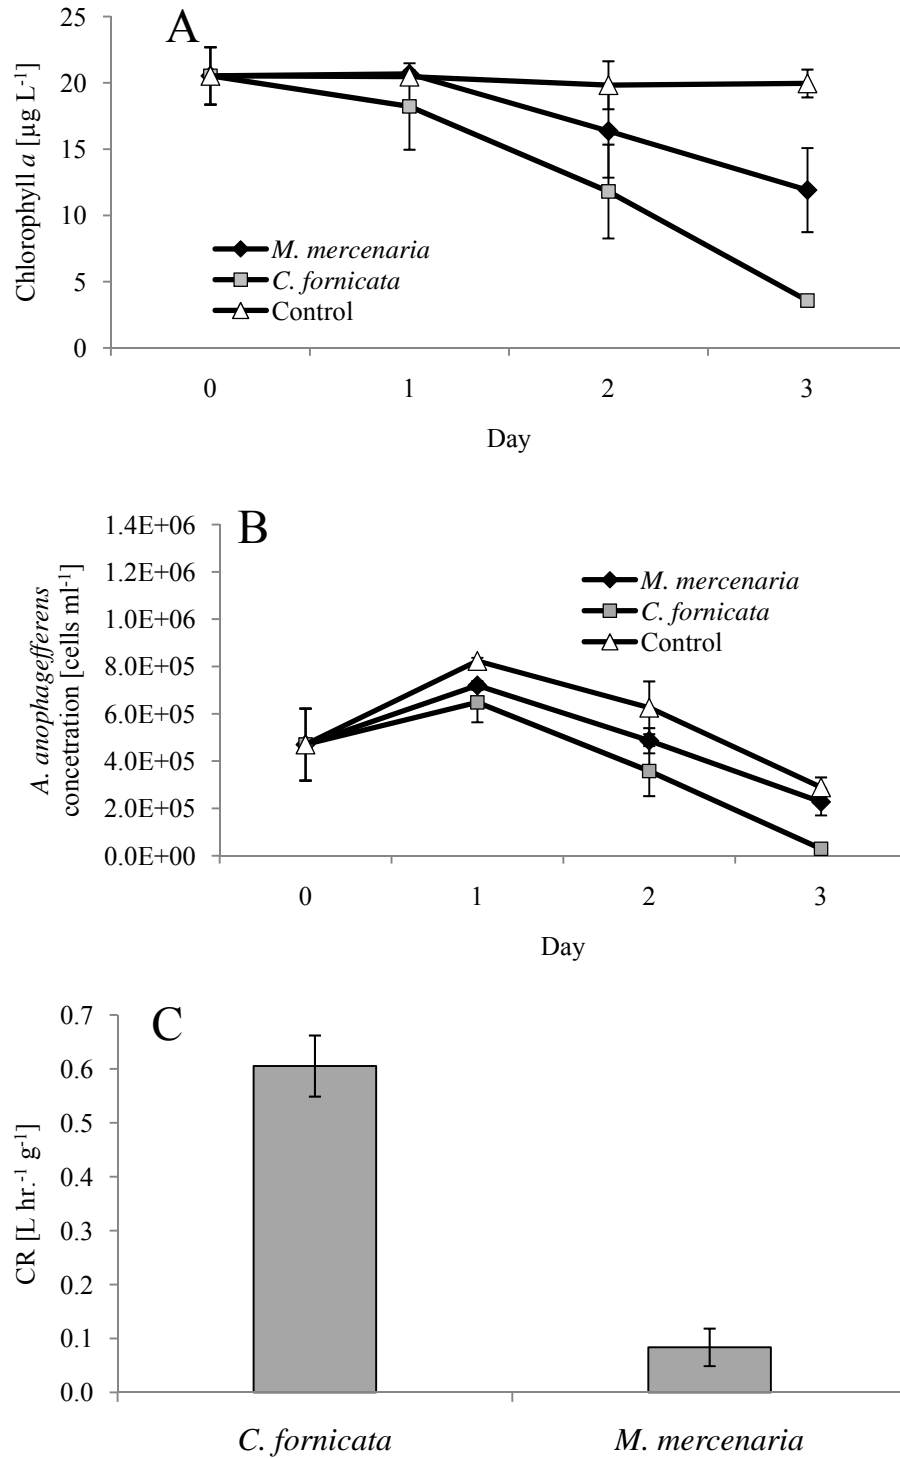 A
25
20
15
10
5
0
Chlorophyll a [µg L-1]
M. mercenaria
C. fornicata
Control
0 1 2 3
Day
B
1.4E+06
1.2E+06
1.0E+06
8.0E+05
6.0E+05
4.0E+05
2.0E+05
0.0E+00
A. anophagefferens
concetration [cells ml-1]
M. mercenaria
C. fornicata
Control
0 1 2 3
Day
C
0.7
0.6
0.5
0.4
0.3
0.2
0.1
0.0
CR [L hr.-1 g-1]
C. fornicata M. mercenaria